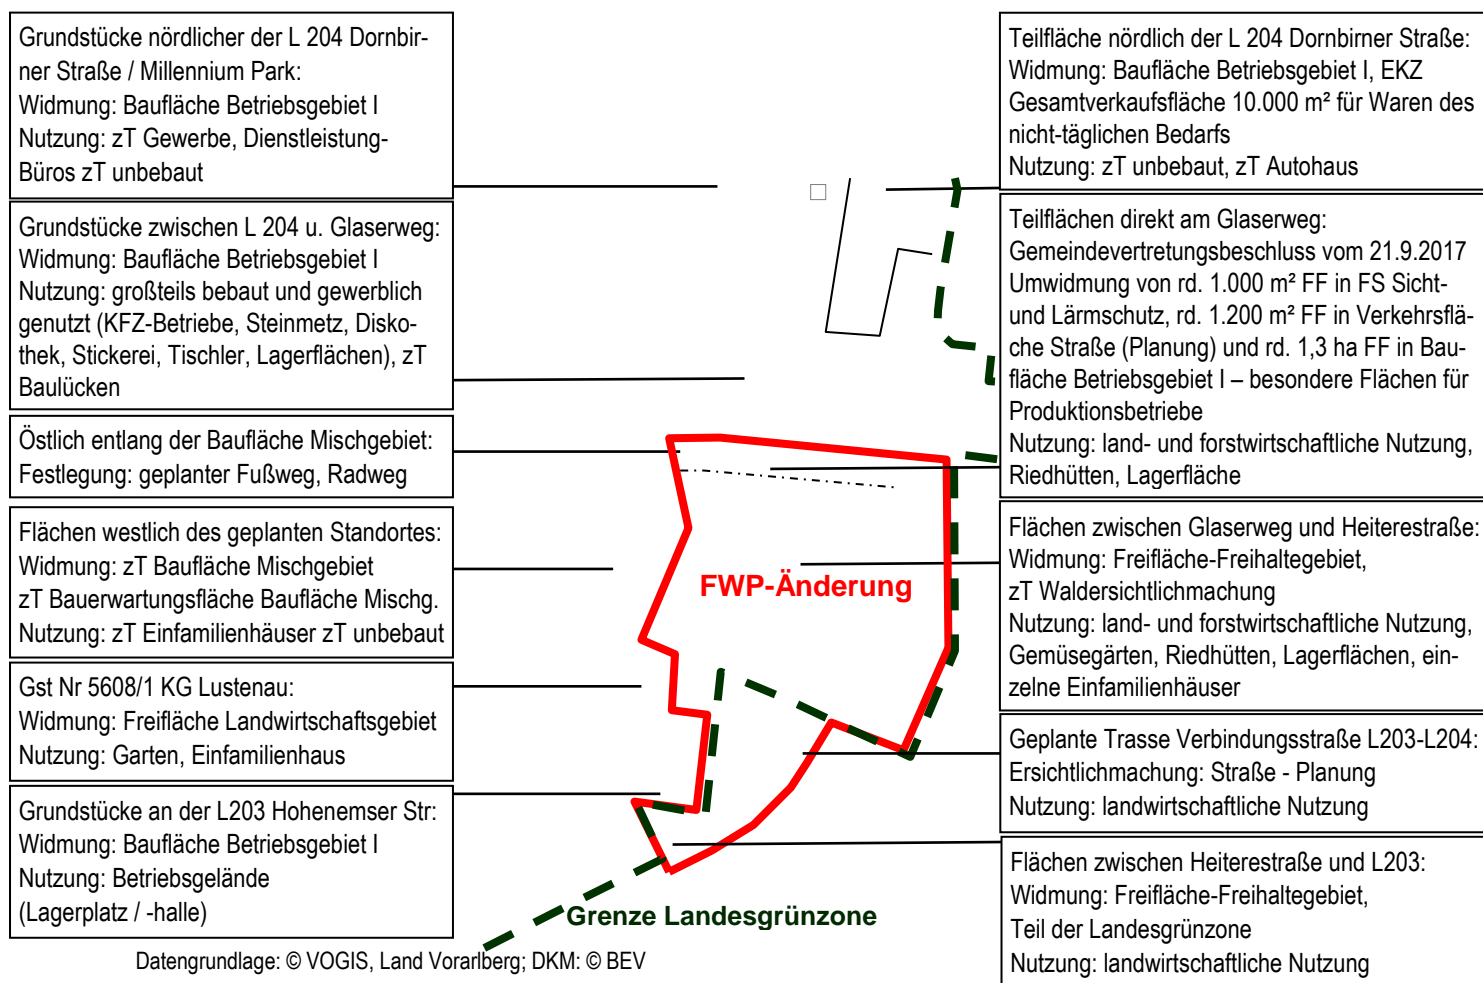 Grundstücke nördlicher der L 204 Dornbir-
ner Straße / Millennium Park:
Widmung: Baufläche Betriebsgebiet I
Nutzung: zT Gewerbe, Dienstleistung-
Büros zT unbebaut
Grundstücke zwischen L 204 u. Glaserweg:
Widmung: Baufläche Betriebsgebiet I
Nutzung: großteils bebaut und gewerblich
genutzt (KFZ-Betriebe, Steinmetz, Disko-
thek, Stickerei, Tischler, Lagerflächen), zT
Baulücken
Östlich entlang der Baufläche Mischgebiet:
Festlegung: geplanter Fußweg, Radweg
Flächen westlich des geplanten Standortes:
Widmung: zT Baufläche Mischgebiet
zT Bauerwartungsfläche Baufläche Mischg.
Nutzung: zT Einfamilienhäuser zT unbebaut
Gst Nr 5608/1 KG Lustenau:
Widmung: Freifläche Landwirtschaftsgebiet
Nutzung: Garten, Einfamilienhaus
Grundstücke an der L203 Hohenemser Str:
Widmung: Baufläche Betriebsgebiet I
Nutzung: Betriebsgelände
(Lagerplatz / -halle)
FWP-Änderung
Grenze Landesgrünzone
Datengrundlage: © VOGIS, Land Vorarlberg; DKM: © BEV
Teilfläche nördlich der L 204 Dornbirner Straße:
Widmung: Baufläche Betriebsgebiet I, EKZ
Gesamtverkaufsfläche 10.000 m² für Waren des
nicht-täglichen Bedarfs
Nutzung: zT unbebaut, zT Autohaus
Teilflächen direkt am Glaserweg:
Gemeindevertretungsbeschluss vom 21.9.2017
Umwidmung von rd. 1.000 m² FF in FS Sicht-
und Lärmschutz, rd. 1.200 m² FF in Verkehrsflä-
che Straße (Planung) und rd. 1,3 ha FF in Bau-
fläche Betriebsgebiet I – besondere Flächen für
Produktionsbetriebe
Nutzung: land- und forstwirtschaftliche Nutzung,
Riedhütten, Lagerfläche
Flächen zwischen Glaserweg und Heiterestraße:
Widmung: Freifläche-Freihaltegebiet,
zT Waldersichtlichmachung
Nutzung: land- und forstwirtschaftliche Nutzung,
Gemüsegärten, Riedhütten, Lagerflächen, ein-
zelne Einfamilienhäuser
Geplante Trasse Verbindungsstraße L203-L204:
Ersichtlichmachung: Straße - Planung
Nutzung: landwirtschaftliche Nutzung
Flächen zwischen Heiterestraße und L203:
Widmung: Freifläche-Freihaltegebiet,
Teil der Landesgrünzone
Nutzung: landwirtschaftliche Nutzung